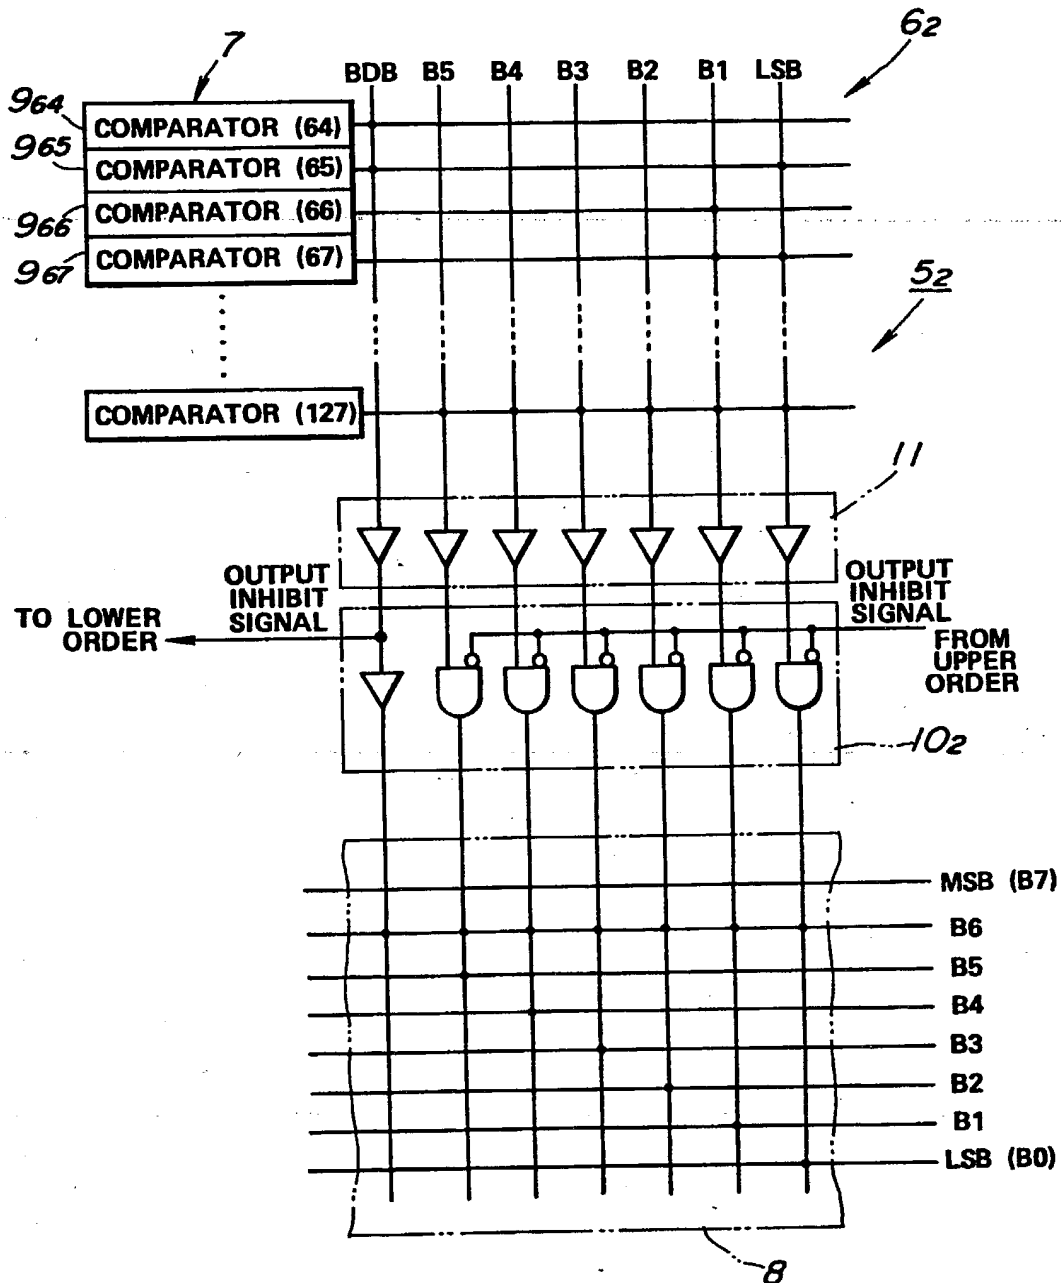 7
6₂
BDB B5 B4 B3 B2 B1 LSB
9₆₄
COMPARATOR (64)
9₆₅
COMPARATOR (65)
9₆₆
COMPARATOR (66)
9₆₇
COMPARATOR (67)
5₂
COMPARATOR (127)
11
OUTPUT
INHIBIT
SIGNAL
TO LOWER
ORDER
OUTPUT
INHIBIT
SIGNAL
FROM
UPPER
ORDER
10₂
MSB (B7)
B6
B5
B4
B3
B2
B1
LSB (B0)
8